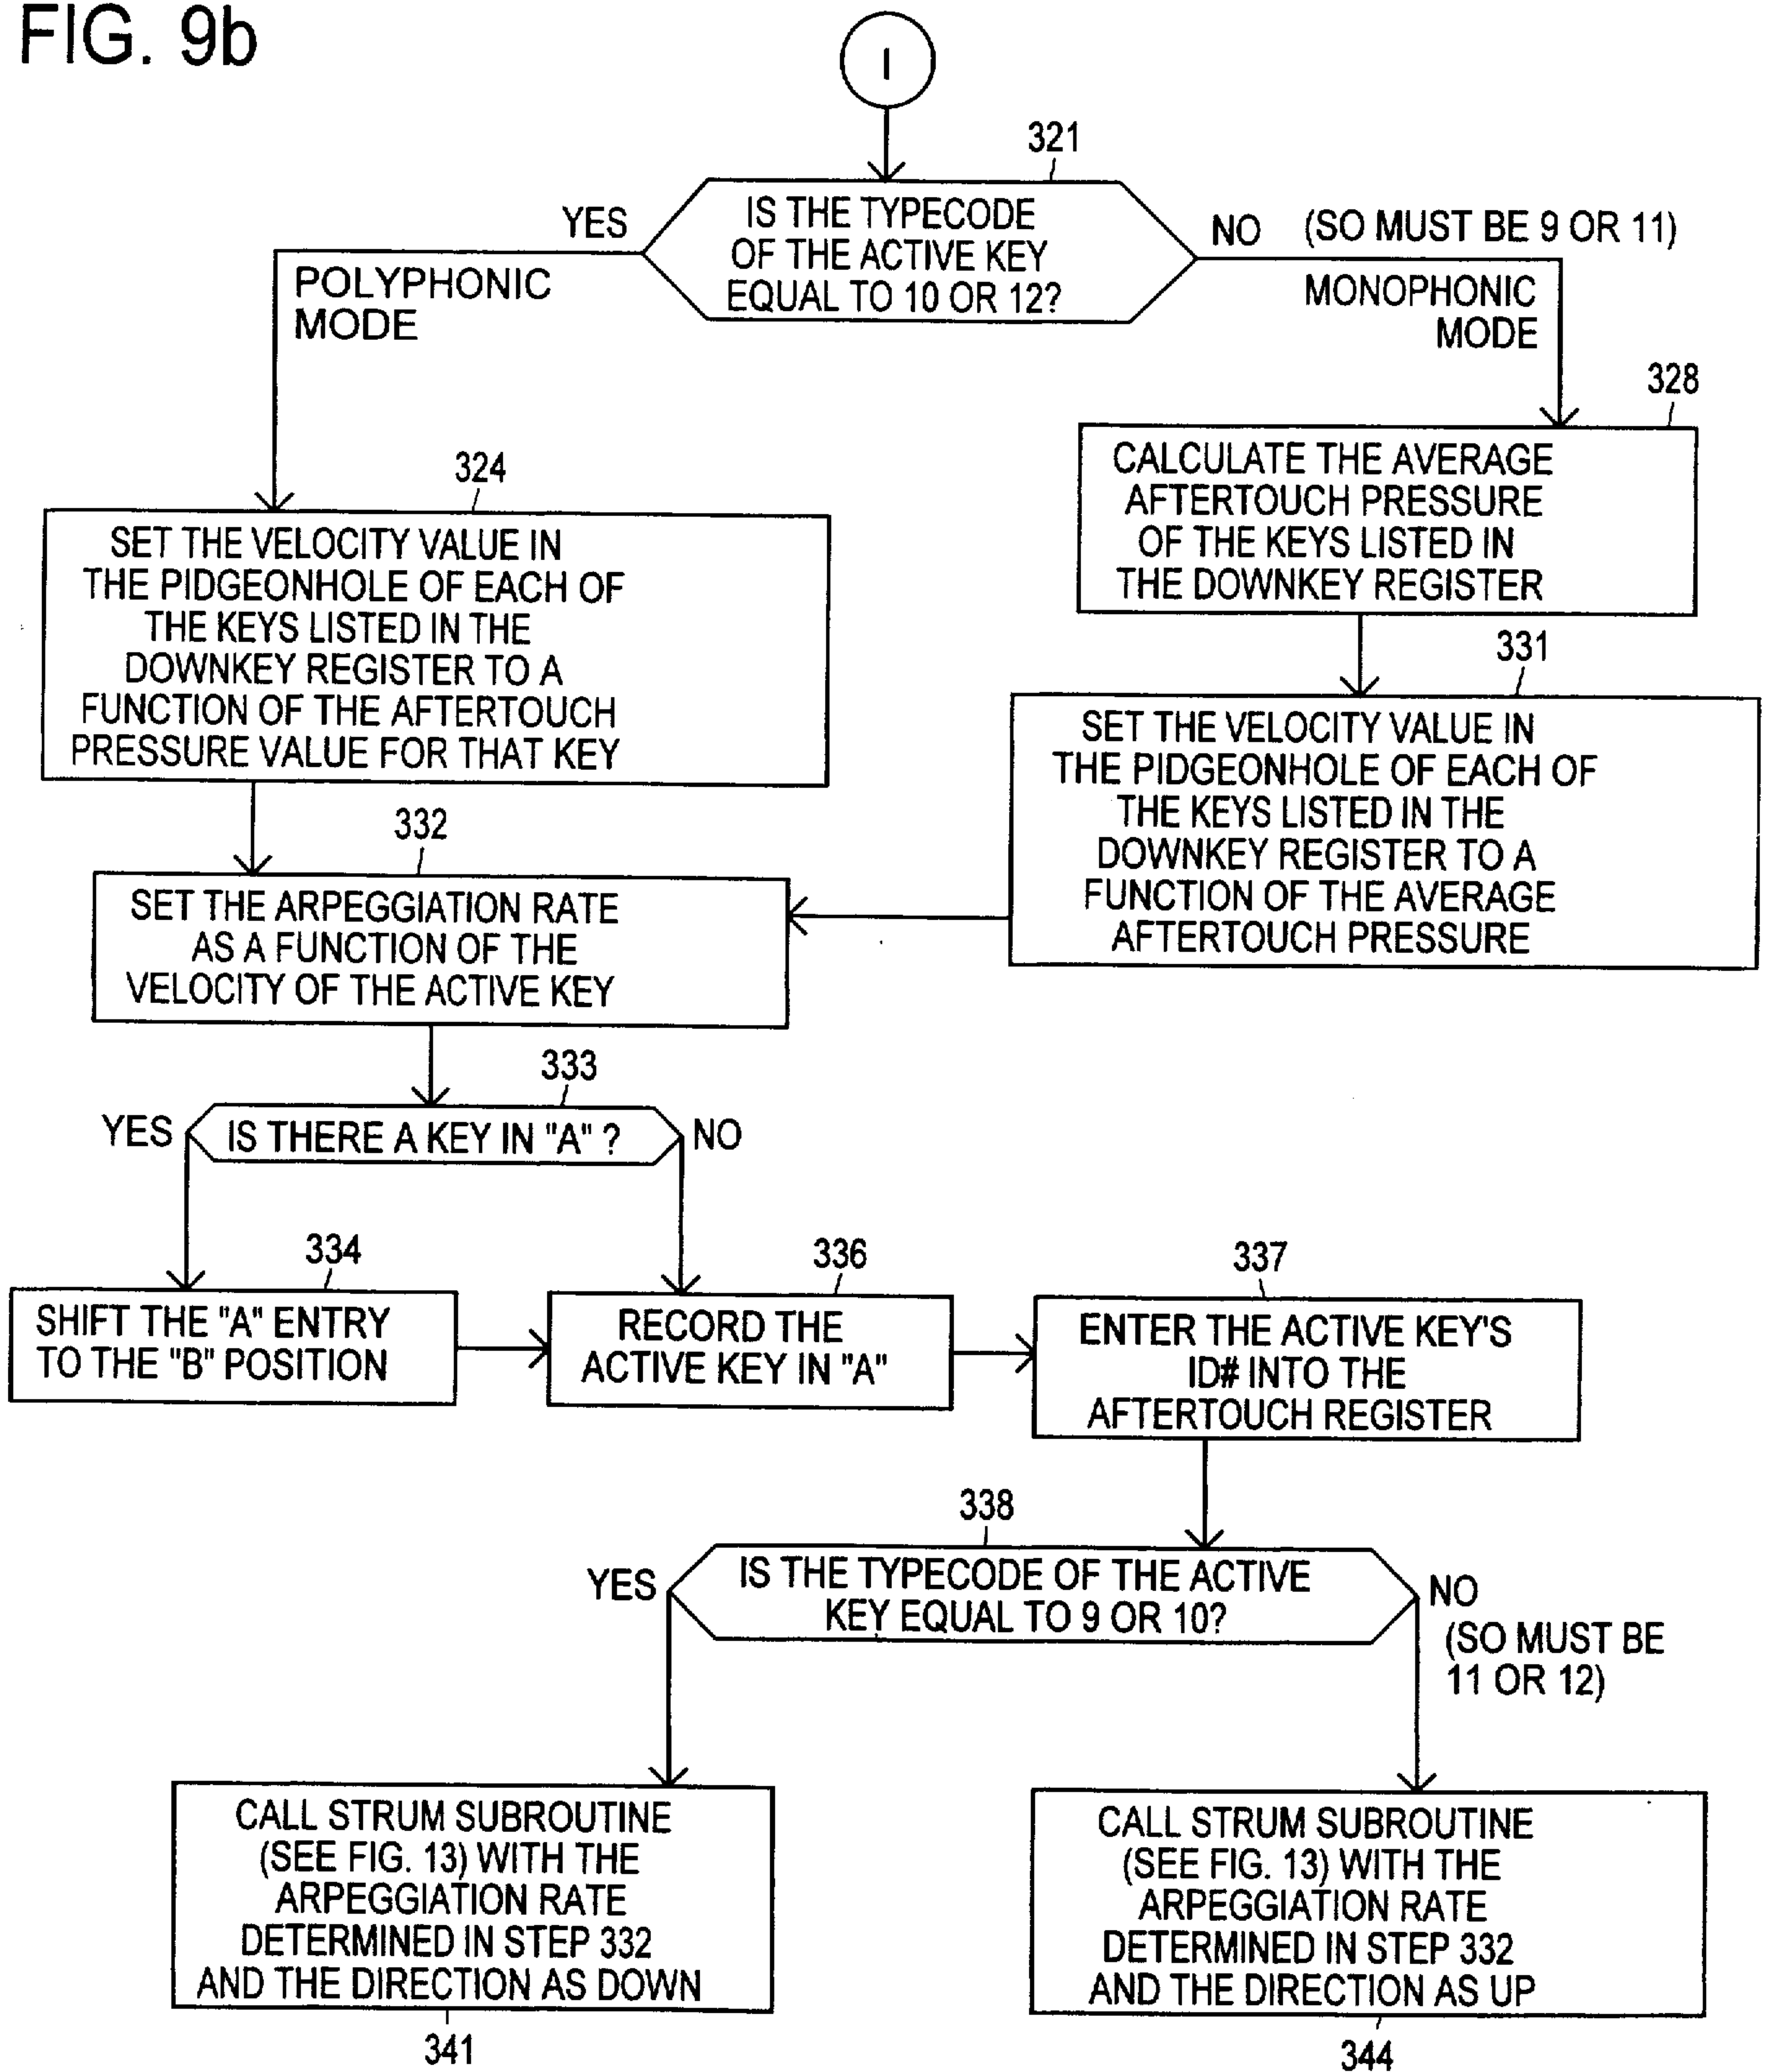 FIG. 9b
I
321
IS THE TYPECODE
OF THE ACTIVE KEY
EQUAL TO 10 OR 12?
YES
POLYPHONIC
MODE
NO (SO MUST BE 9 OR 11)
MONOPHONIC
MODE
324
SET THE VELOCITY VALUE IN
THE PIDGEONHOLE OF EACH OF
THE KEYS LISTED IN THE
DOWNKEY REGISTER TO A
FUNCTION OF THE AFTERTOUCH
PRESSURE VALUE FOR THAT KEY
328
CALCULATE THE AVERAGE
AFTERTOUCH PRESSURE
OF THE KEYS LISTED IN
THE DOWNKEY REGISTER
331
SET THE VELOCITY VALUE IN
THE PIDGEONHOLE OF EACH OF
THE KEYS LISTED IN THE
DOWNKEY REGISTER TO A
FUNCTION OF THE AVERAGE
AFTERTOUCH PRESSURE
332
SET THE ARPEGGIATION RATE
AS A FUNCTION OF THE
VELOCITY OF THE ACTIVE KEY
333
YES
IS THERE A KEY IN "A" ?
NO
334
SHIFT THE "A" ENTRY
TO THE "B" POSITION
336
RECORD THE
ACTIVE KEY IN "A"
337
ENTER THE ACTIVE KEY'S
ID# INTO THE
AFTERTOUCH REGISTER
338
YES
IS THE TYPECODE OF THE ACTIVE
KEY EQUAL TO 9 OR 10?
NO
(SO MUST BE
11 OR 12)
CALL STRUM SUBROUTINE
(SEE FIG. 13) WITH THE
ARPEGGIATION RATE
DETERMINED IN STEP 332
AND THE DIRECTION AS DOWN
341
CALL STRUM SUBROUTINE
(SEE FIG. 13) WITH THE
ARPEGGIATION RATE
DETERMINED IN STEP 332
AND THE DIRECTION AS UP
344